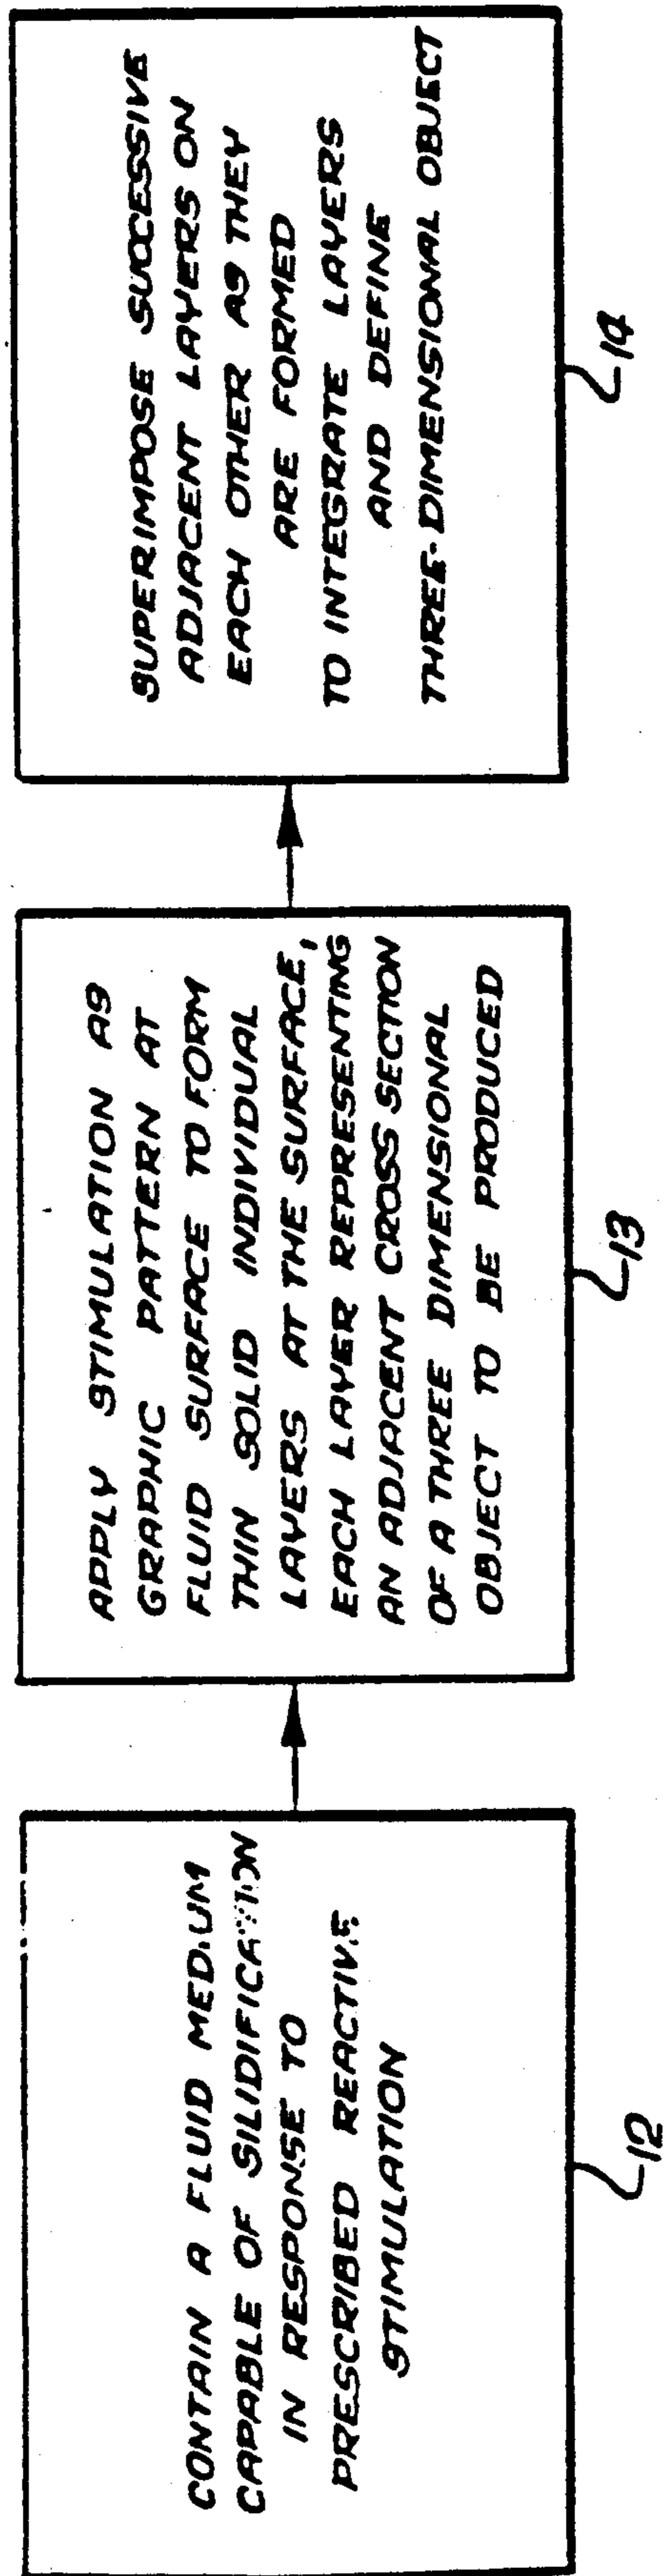 CONTAIN A FLUID MEDIUM
CAPABLE OF SILIDIFICATION
IN RESPONSE TO
PRESCRIBED REACTIVE
STIMULATION
12
APPLY STIMULATION AS
GRAPHIC PATTERN AT
FLUID SURFACE TO FORM
THIN SOLID INDIVIDUAL
LAYERS AT THE SURFACE,
EACH LAYER REPRESENTING
AN ADJACENT CROSS SECTION
OF A THREE DIMENSIONAL
OBJECT TO BE PRODUCED
13
SUPERIMPOSE SUCCESSIVE
ADJACENT LAYERS ON
EACH OTHER AS THEY
ARE FORMED
TO INTEGRATE LAYERS
AND DEFINE
THREE-DIMENSIONAL OBJECT
14